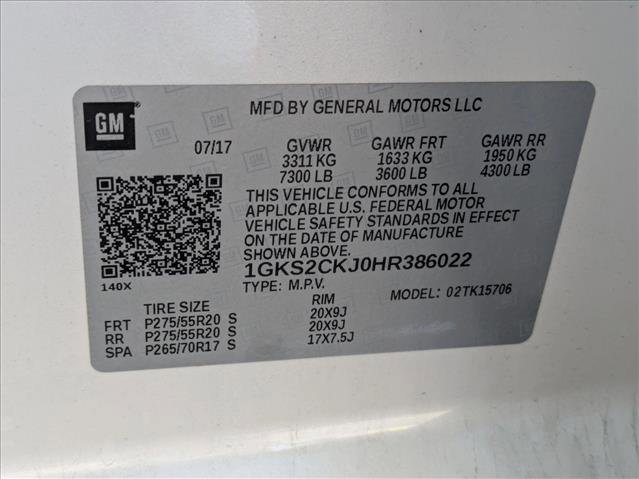 GM
MFD BY GENERAL MOTORS LLC
07/17 GVWR GAWR FRT GAWR RR
3311 KG 1633 KG 1950 KG
7300 LB 3600 LB 4300 LB
THIS VEHICLE CONFORMS TO ALL
APPLICABLE U.S. FEDERAL MOTOR
VEHICLE SAFETY STANDARDS IN EFFECT
ON THE DATE OF MANUFACTURE
SHOWN ABOVE.
1GKS2CKJ0HR386022
140X
TYPE: M.P.V. MODEL: 02TK15706
TIRE SIZE RIM
FRT P275/55R20 S 20X9J
RR P275/55R20 S 20X9J
SPA P265/70R17 S 17X7.5J